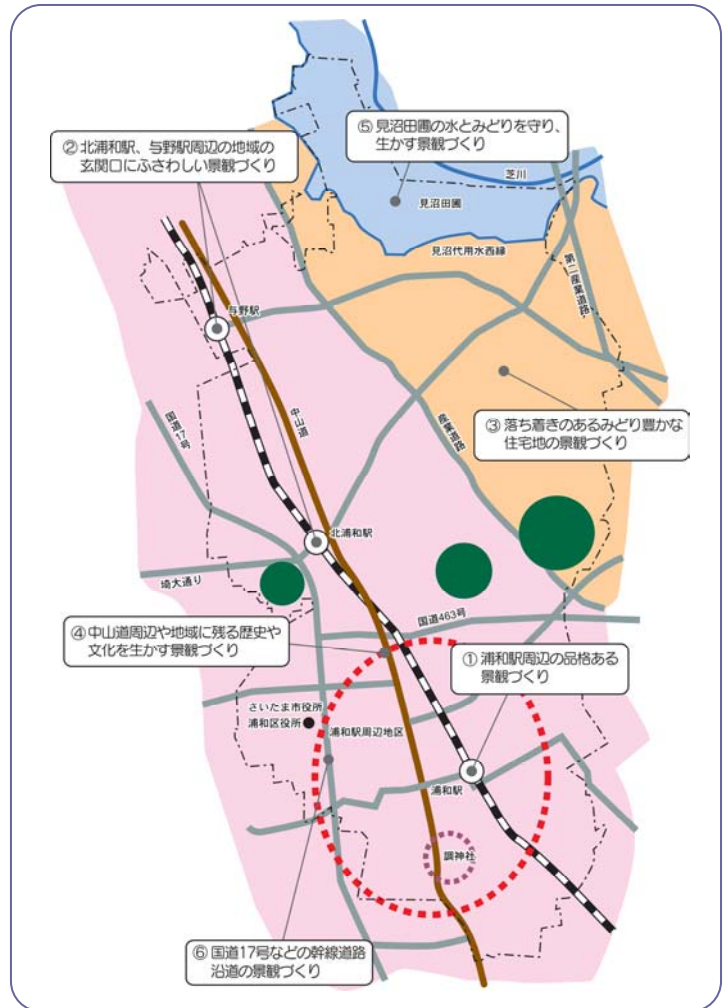 ⑤ 見沼田圃の水とみどりを守り、
生かす景観づくり
② 北浦和駅、与野駅周辺の地域の
玄関口にふさわしい景観づくり
芝川
見沼田圃
見沼代用水西縁
第二産業道路
与野駅
中山道
国道17号
産業道路
③ 落ち着きのあるみどり豊かな
住宅地の景観づくり
北浦和駅
埼大通り
国道463号
④ 中山道周辺や地域に残る歴史や
文化を生かす景観づくり
① 浦和駅周辺の品格ある
景観づくり
さいたま市役所
浦和区役所
浦和駅周辺地区
浦和駅
調神社
⑥ 国道17号などの幹線道路
沿道の景観づくり